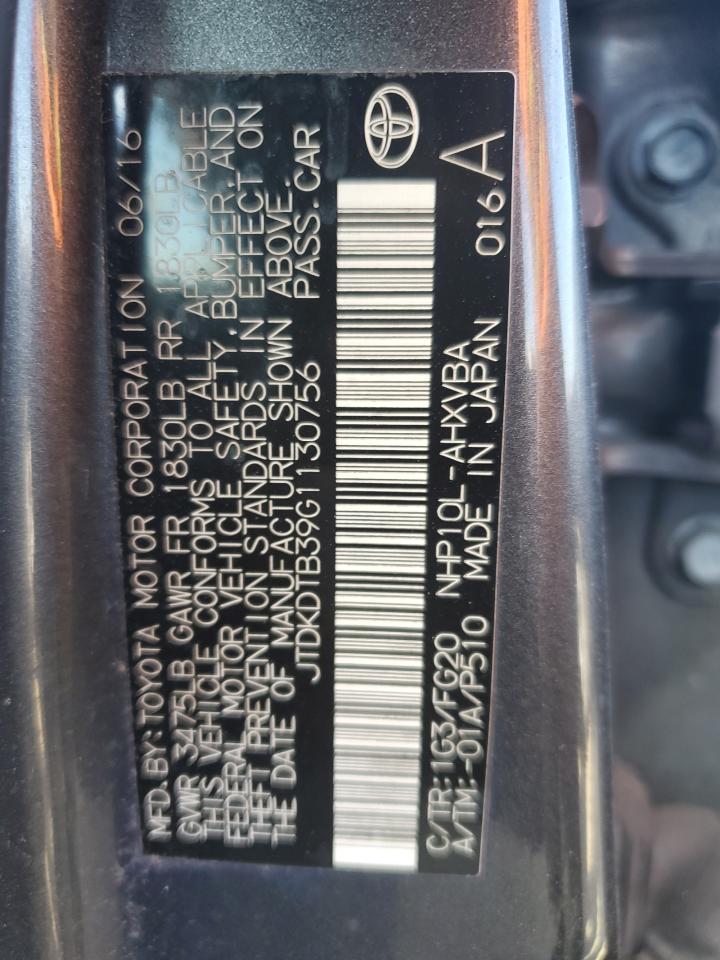 MFD.BY:TOYOTA MOTOR CORPORATION 06/16
GVWR 3475LB GAWR FR 1830LB RR 1830LB
THIS VEHICLE CONFORMS TO ALL APPLICABLE
FEDERAL MOTOR VEHICLE SAFETY,BUMPER,AND
THEFT PREVENTION STANDARDS IN EFFECT ON
THE DATE OF MANUFACTURE SHOWN ABOVE.
JTDKDTB39G1130756 PASS.CAR
C/TR:1G3/FG20 NHP10L-AHXVBA 016 A
A/TM:-01A/P510 MADE IN JAPAN